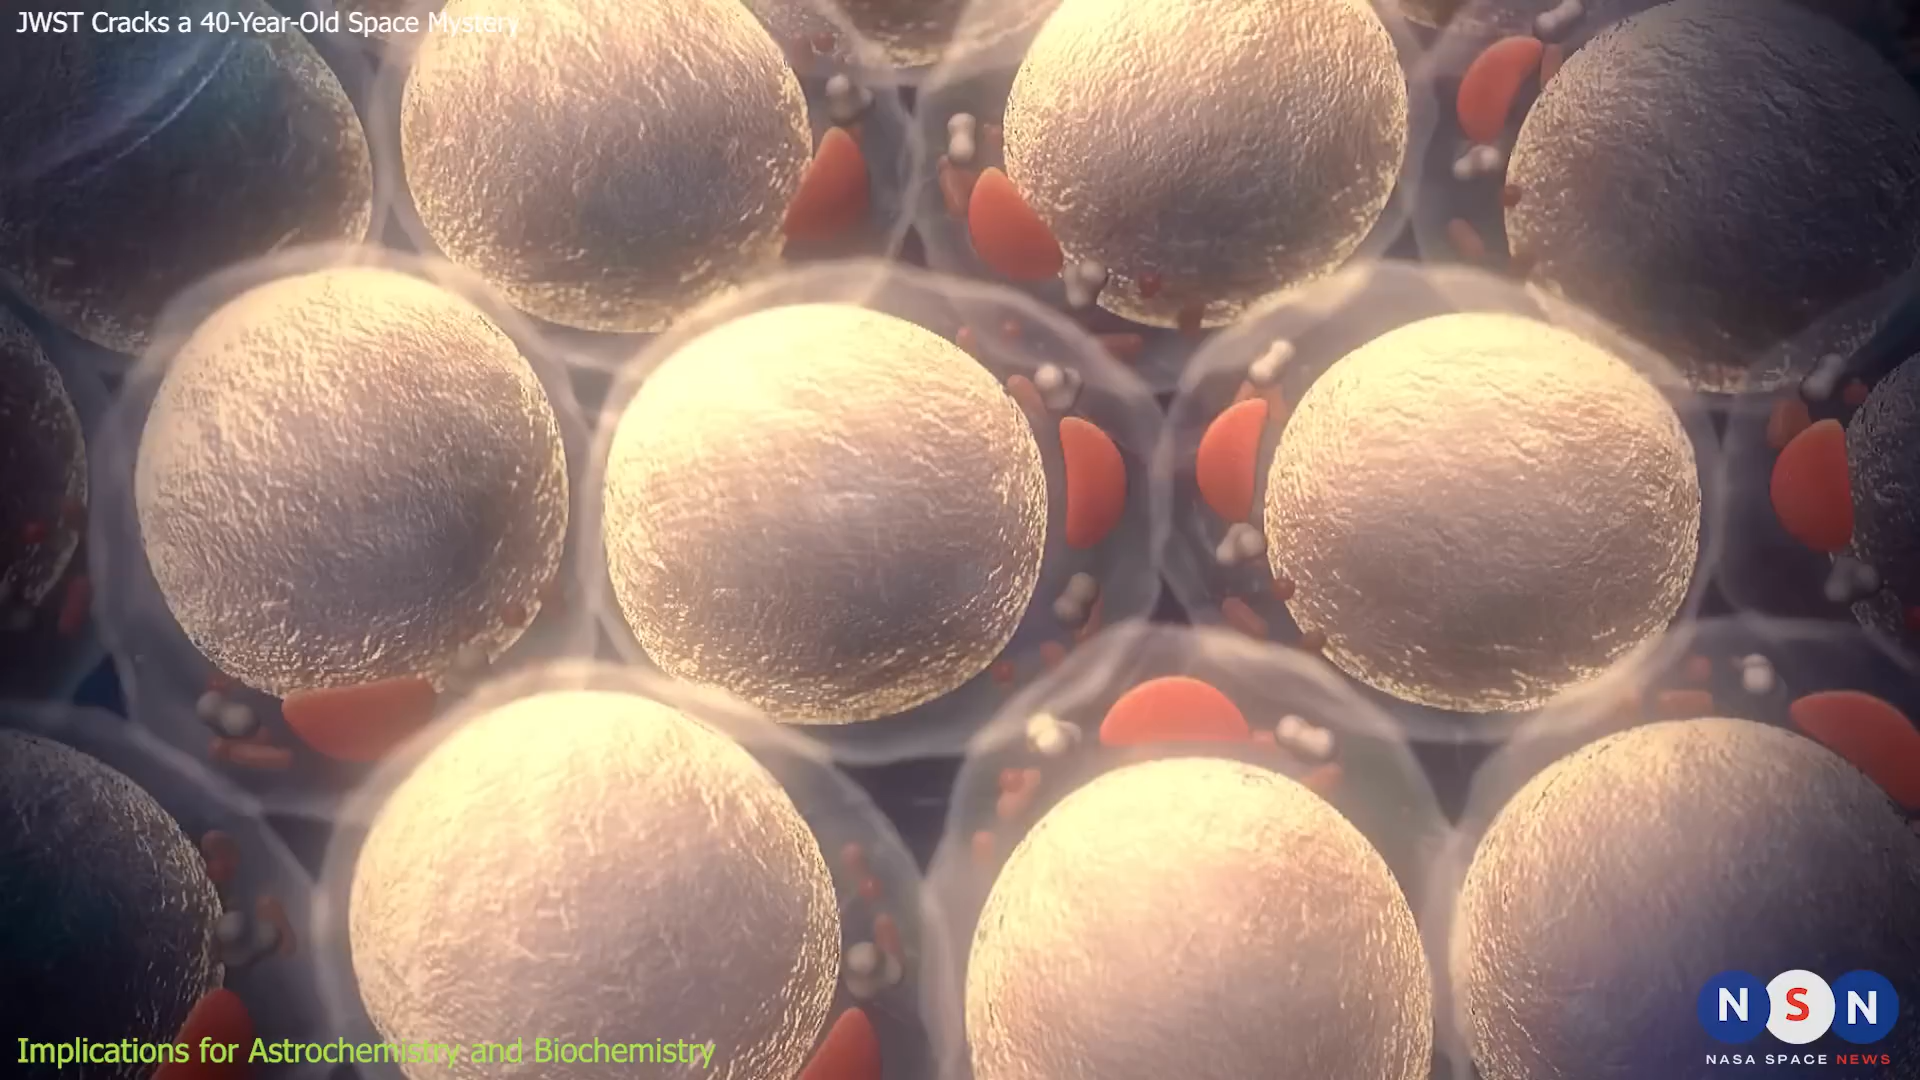 JWST Cracks a 40-Year-Old Space Mystery
Implications for Astrochemistry and Biochemistry
NSN
NASA SPACE NEWS